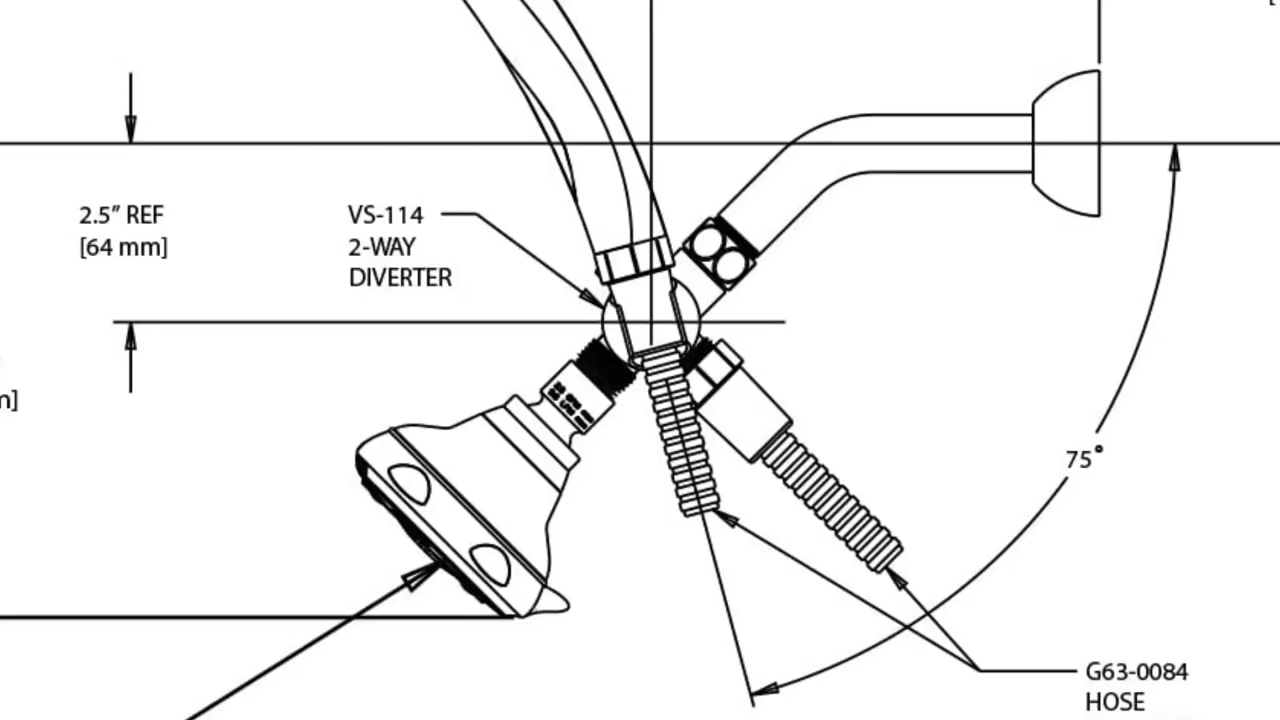 2.5” REF
[64 mm]
VS-114
2-WAY
DIVERTER
75°
G63-0084
HOSE